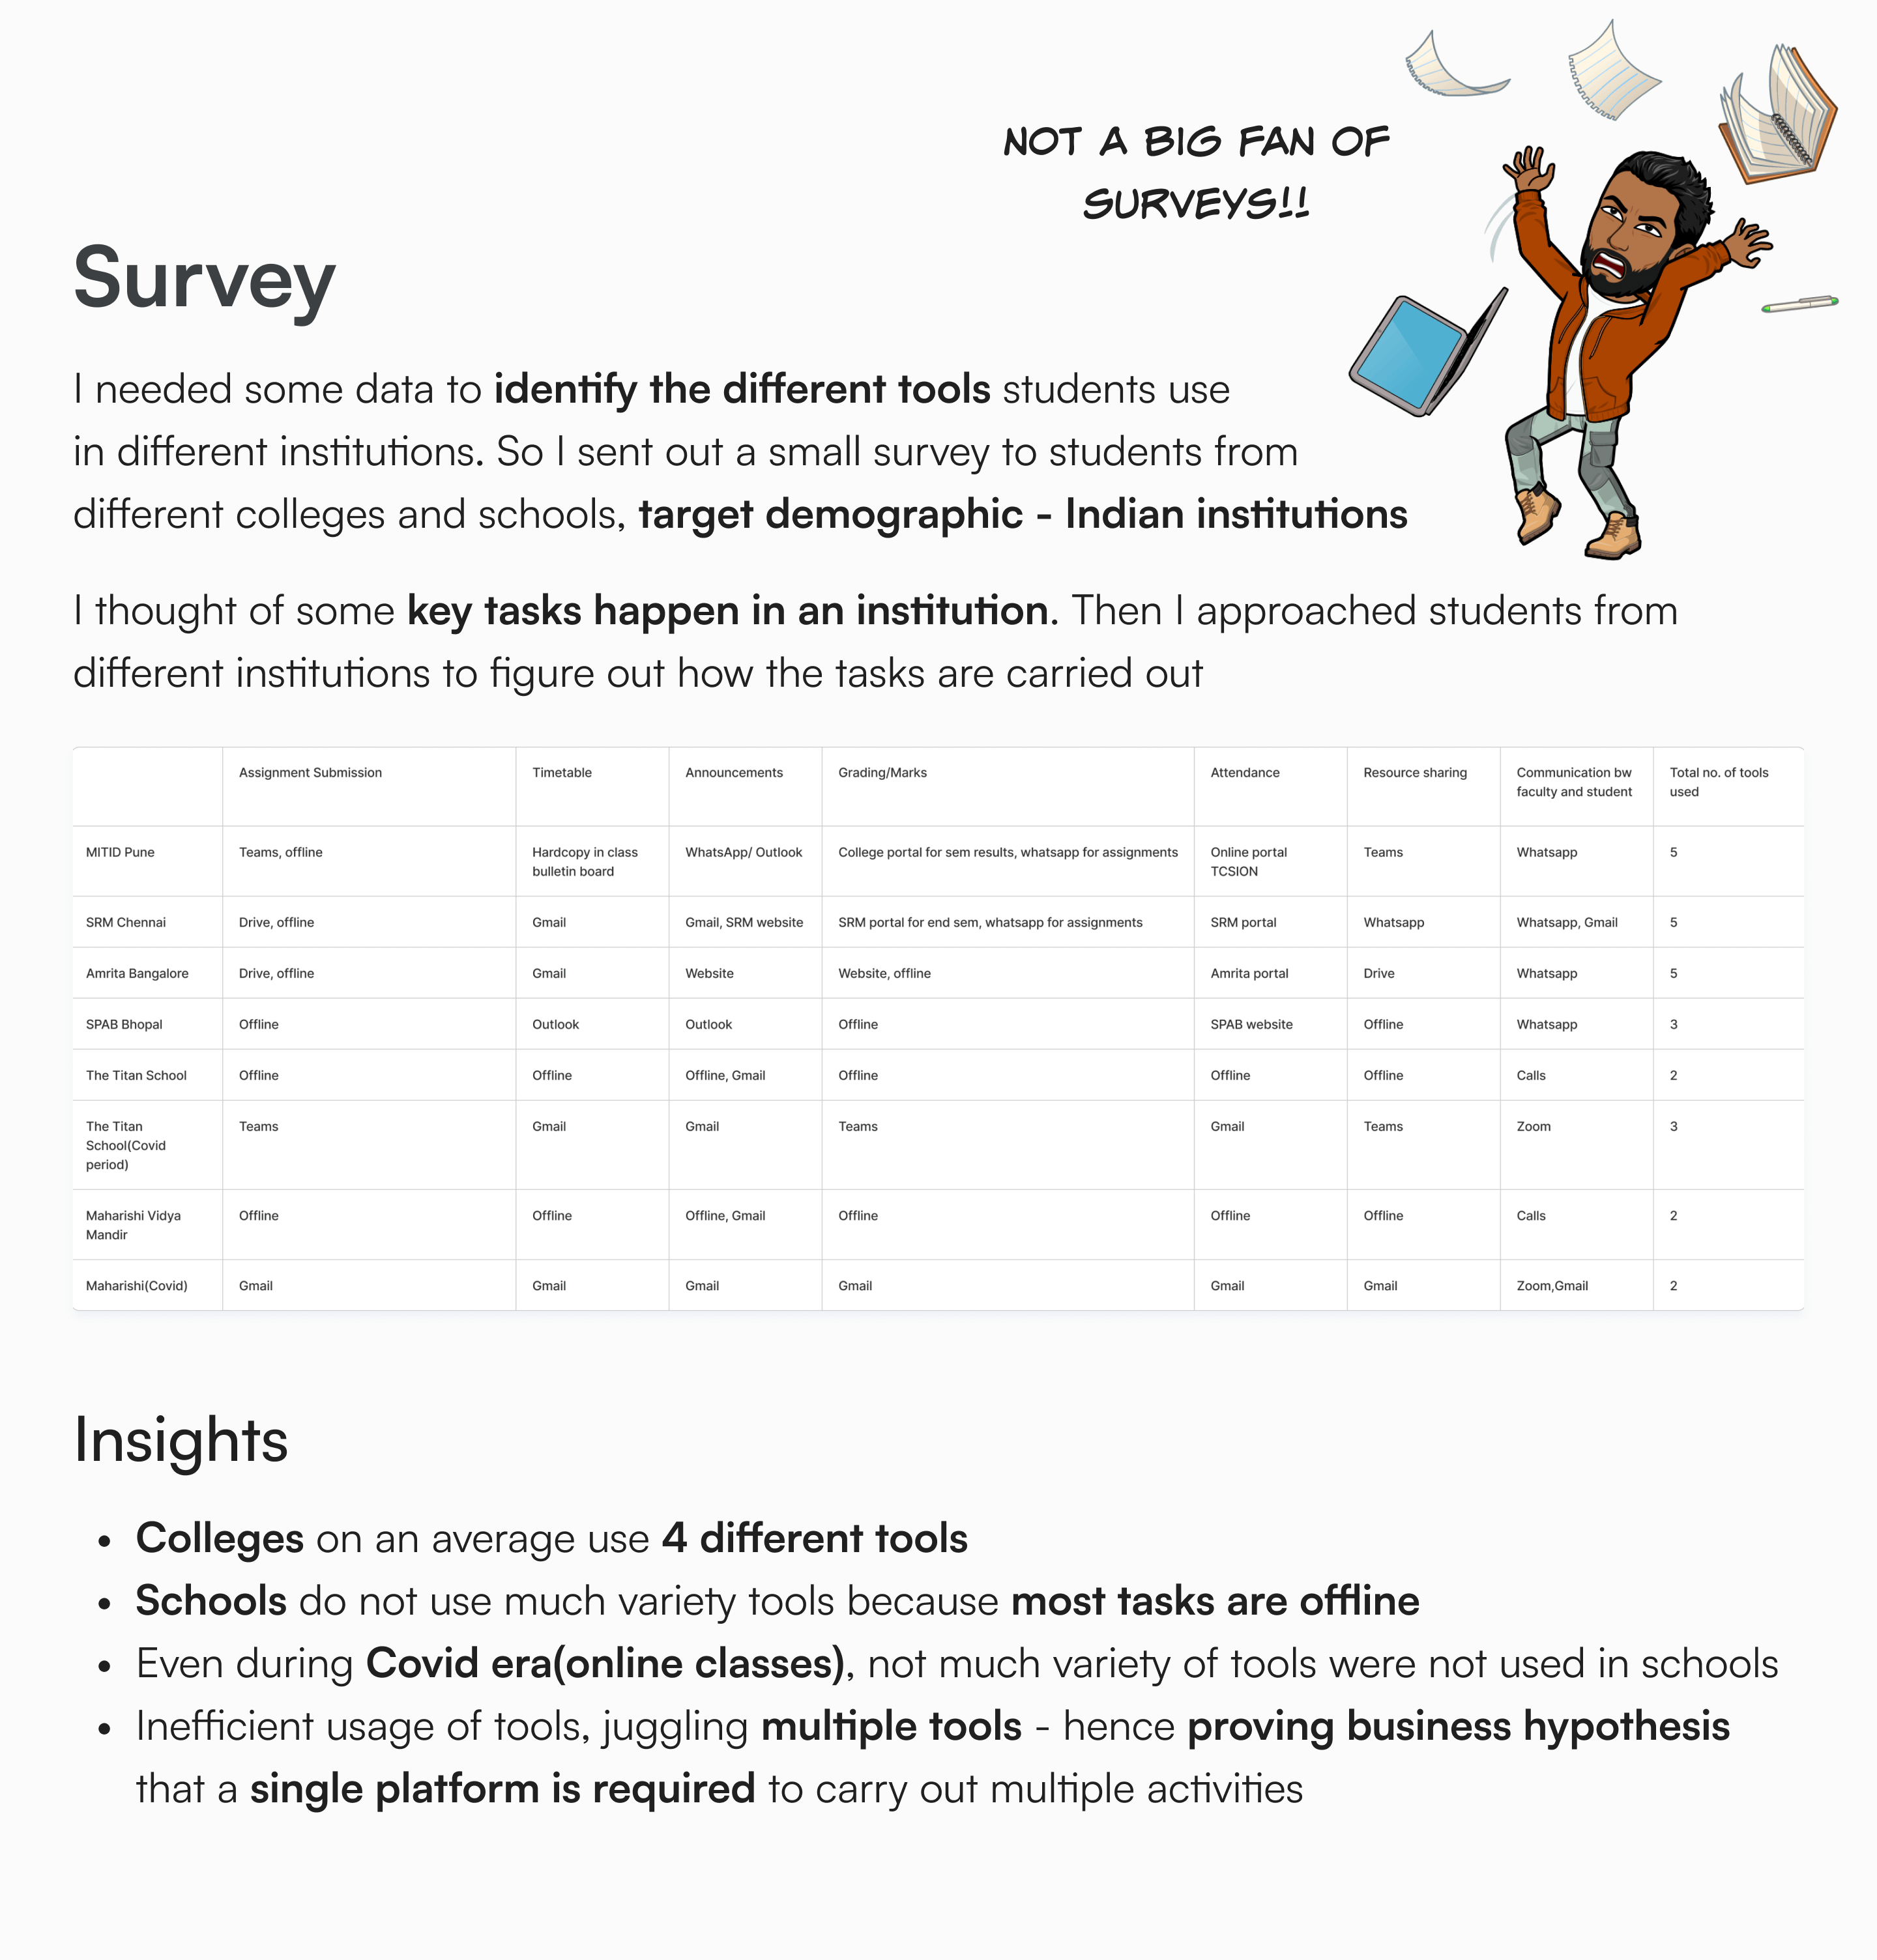 NOT A BIG FAN OF
SURVEYS!!
Survey
I needed some data to identify the different tools students use
in different institutions. So I sent out a small survey to students from
different colleges and schools, target demographic - Indian institutions
I thought of some key tasks happen in an institution. Then I approached students from
different institutions to figure out how the tasks are carried out
Assignment Submission Timetable Announcements Grading/Marks Attendance Resource sharing Communication bw faculty and student Total no. of tools used
MITID Pune Teams, offline Hardcopy in class bulletin board WhatsApp/ Outlook College portal for sem results, whatsapp for assignments Online portal TCSION Teams Whatsapp 5
SRM Chennai Drive, offline Gmail Gmail, SRM website SRM portal for end sem, whatsapp for assignments SRM portal Whatsapp Whatsapp, Gmail 5
Amrita Bangalore Drive, offline Gmail Website Website, offline Amrita portal Drive Whatsapp 5
SPAB Bhopal Offline Outlook Outlook Offline SPAB website Offline Whatsapp 3
The Titan School Offline Offline Offline, Gmail Offline Offline Offline Calls 2
The Titan School(Covid period) Teams Gmail Gmail Teams Gmail Teams Zoom 3
Maharishi Vidya Mandir Offline Offline Offline, Gmail Offline Offline Offline Calls 2
Maharishi(Covid) Gmail Gmail Gmail Gmail Gmail Gmail Zoom,Gmail 2
Insights
• Colleges on an average use 4 different tools
• Schools do not use much variety tools because most tasks are offline
• Even during Covid era(online classes), not much variety of tools were not used in schools
• Inefficient usage of tools, juggling multiple tools - hence proving business hypothesis
that a single platform is required to carry out multiple activities